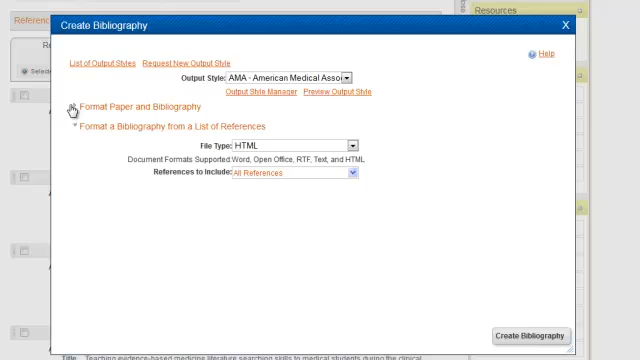 Create Bibliography
X
Resources
Help
List of Output Styles Request New Output Style
Output Style: AMA - American Medical Assoc
Output Style Manager Preview Output Style
Format Paper and Bibliography
Format a Bibliography from a List of References
File Type: HTML
Document Formats Supported: Word, Open Office, RTF, Text, and HTML
References to Include: All References
Create Bibliography
Title Teaching evidence-based medicine literature searching skills to medical students during the clinical